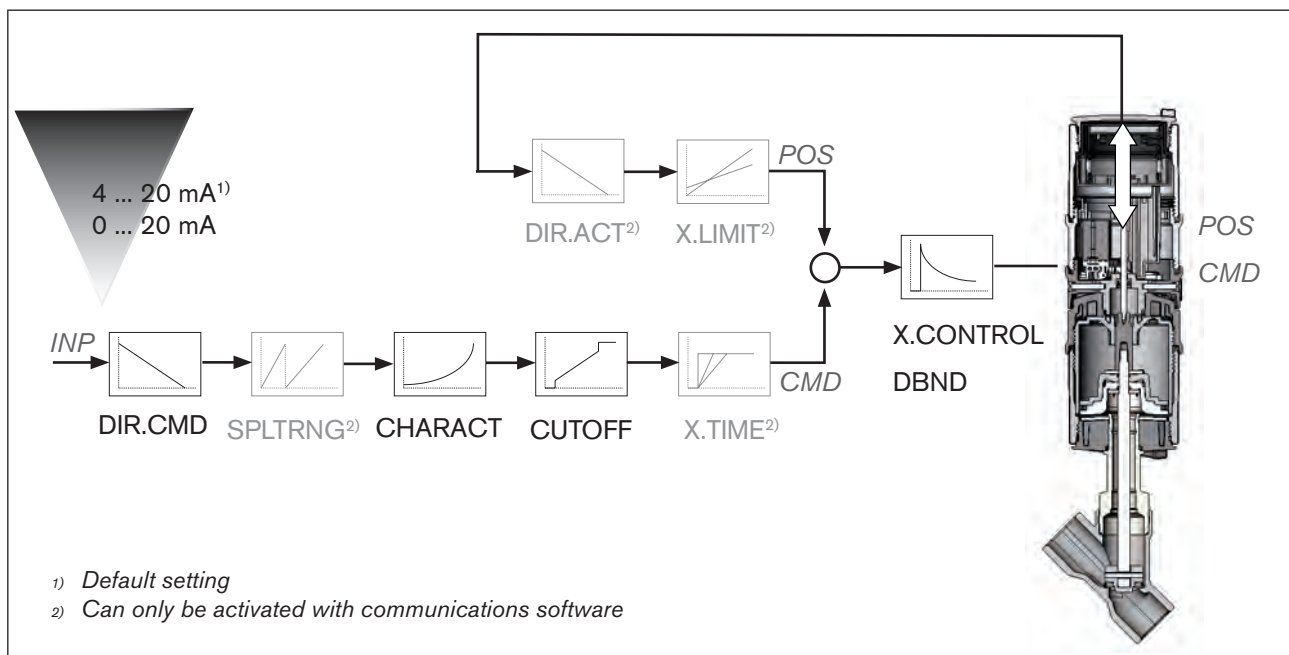 4 ... 20 mA1)
0 ... 20 mA
DIR.ACT2)
X.LIMIT2)
POS
POS
CMD
X.CONTROL
DBND
INP
DIR.CMD
SPLTRNG2)
CHARACT
CUTOFF
X.TIME2)
CMD
1) Default setting
2) Can only be activated with communications software